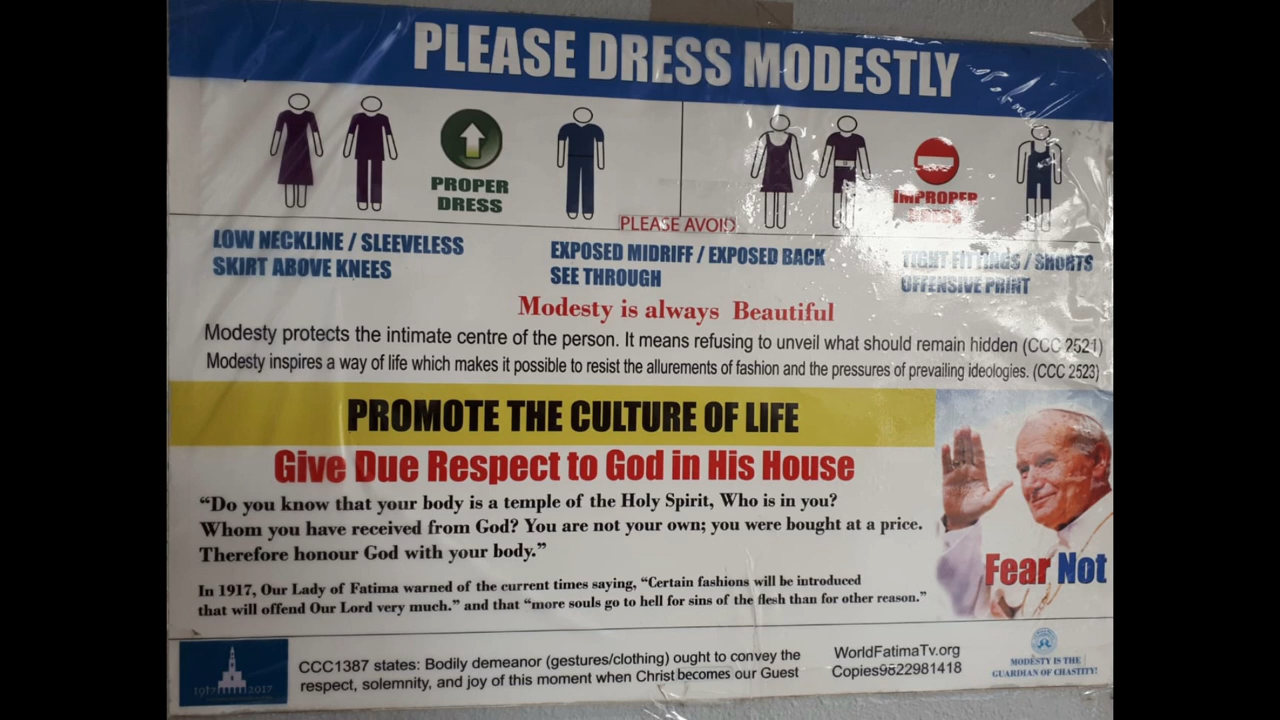 PLEASE DRESS MODESTLY
PROPER
DRESS
IMPROPER
DRESS
PLEASE AVOID
LOW NECKLINE / SLEEVELESS
SKIRT ABOVE KNEES
EXPOSED MIDRIFF / EXPOSED BACK
SEE THROUGH
TIGHT FITTINGS / SHORTS
OFFENSIVE PRINT
Modesty is always Beautiful
Modesty protects the intimate centre of the person. It means refusing to unveil what should remain hidden (CCC 2521)
Modesty inspires a way of life which makes it possible to resist the allurements of fashion and the pressures of prevailing ideologies. (CCC 2523)
PROMOTE THE CULTURE OF LIFE
Give Due Respect to God in His House
“Do you know that your body is a temple of the Holy Spirit, Who is in you?
Whom you have received from God? You are not your own; you were bought at a price.
Therefore honour God with your body.”
Fear Not
In 1917, Our Lady of Fatima warned of the current times saying, “Certain fashions will be introduced
that will offend Our Lord very much.” and that “more souls go to hell for sins of the flesh than for other reason.”
1917 2017
CCC1387 states: Bodily demeanor (gestures/clothing) ought to convey the
respect, solemnity, and joy of this moment when Christ becomes our Guest
WorldFatimaTv.org
Copies9822981418
MODESTY IS THE
GUARDIAN OF CHASTITY!